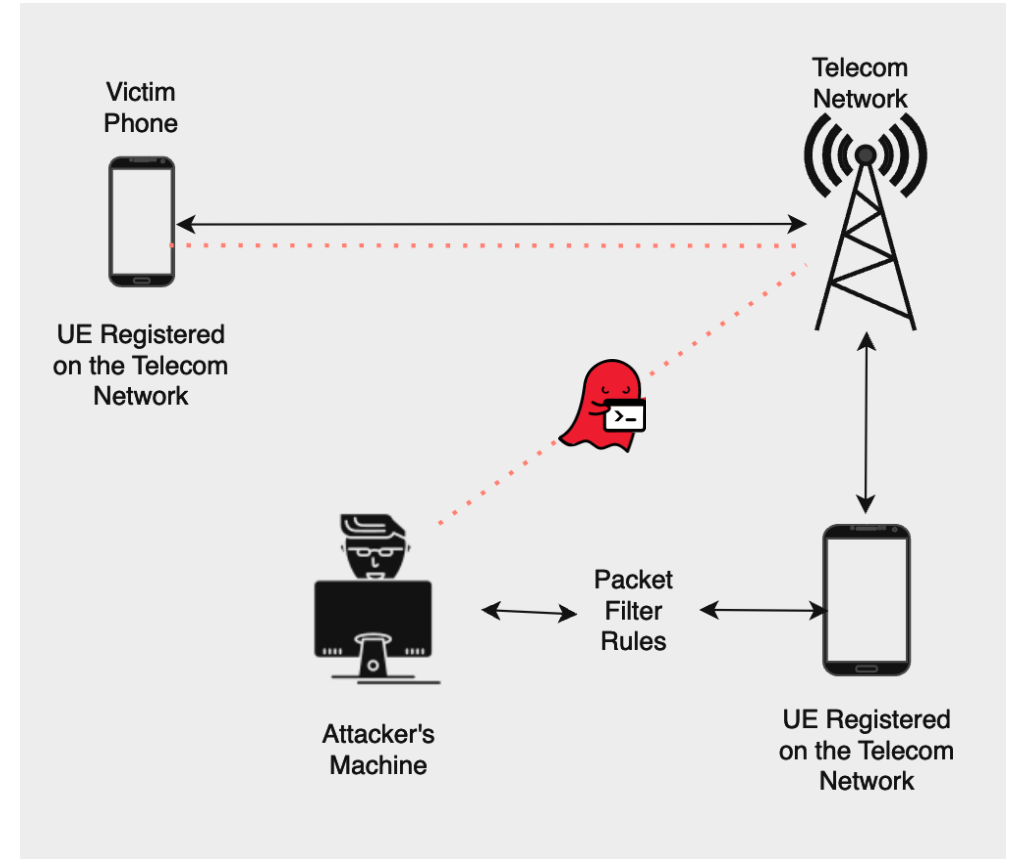 Victim
Phone
Telecom
Network
UE Registered
on the Telecom
Network
>_
Packet
Filter
Rules
Attacker's
Machine
UE Registered
on the Telecom
Network